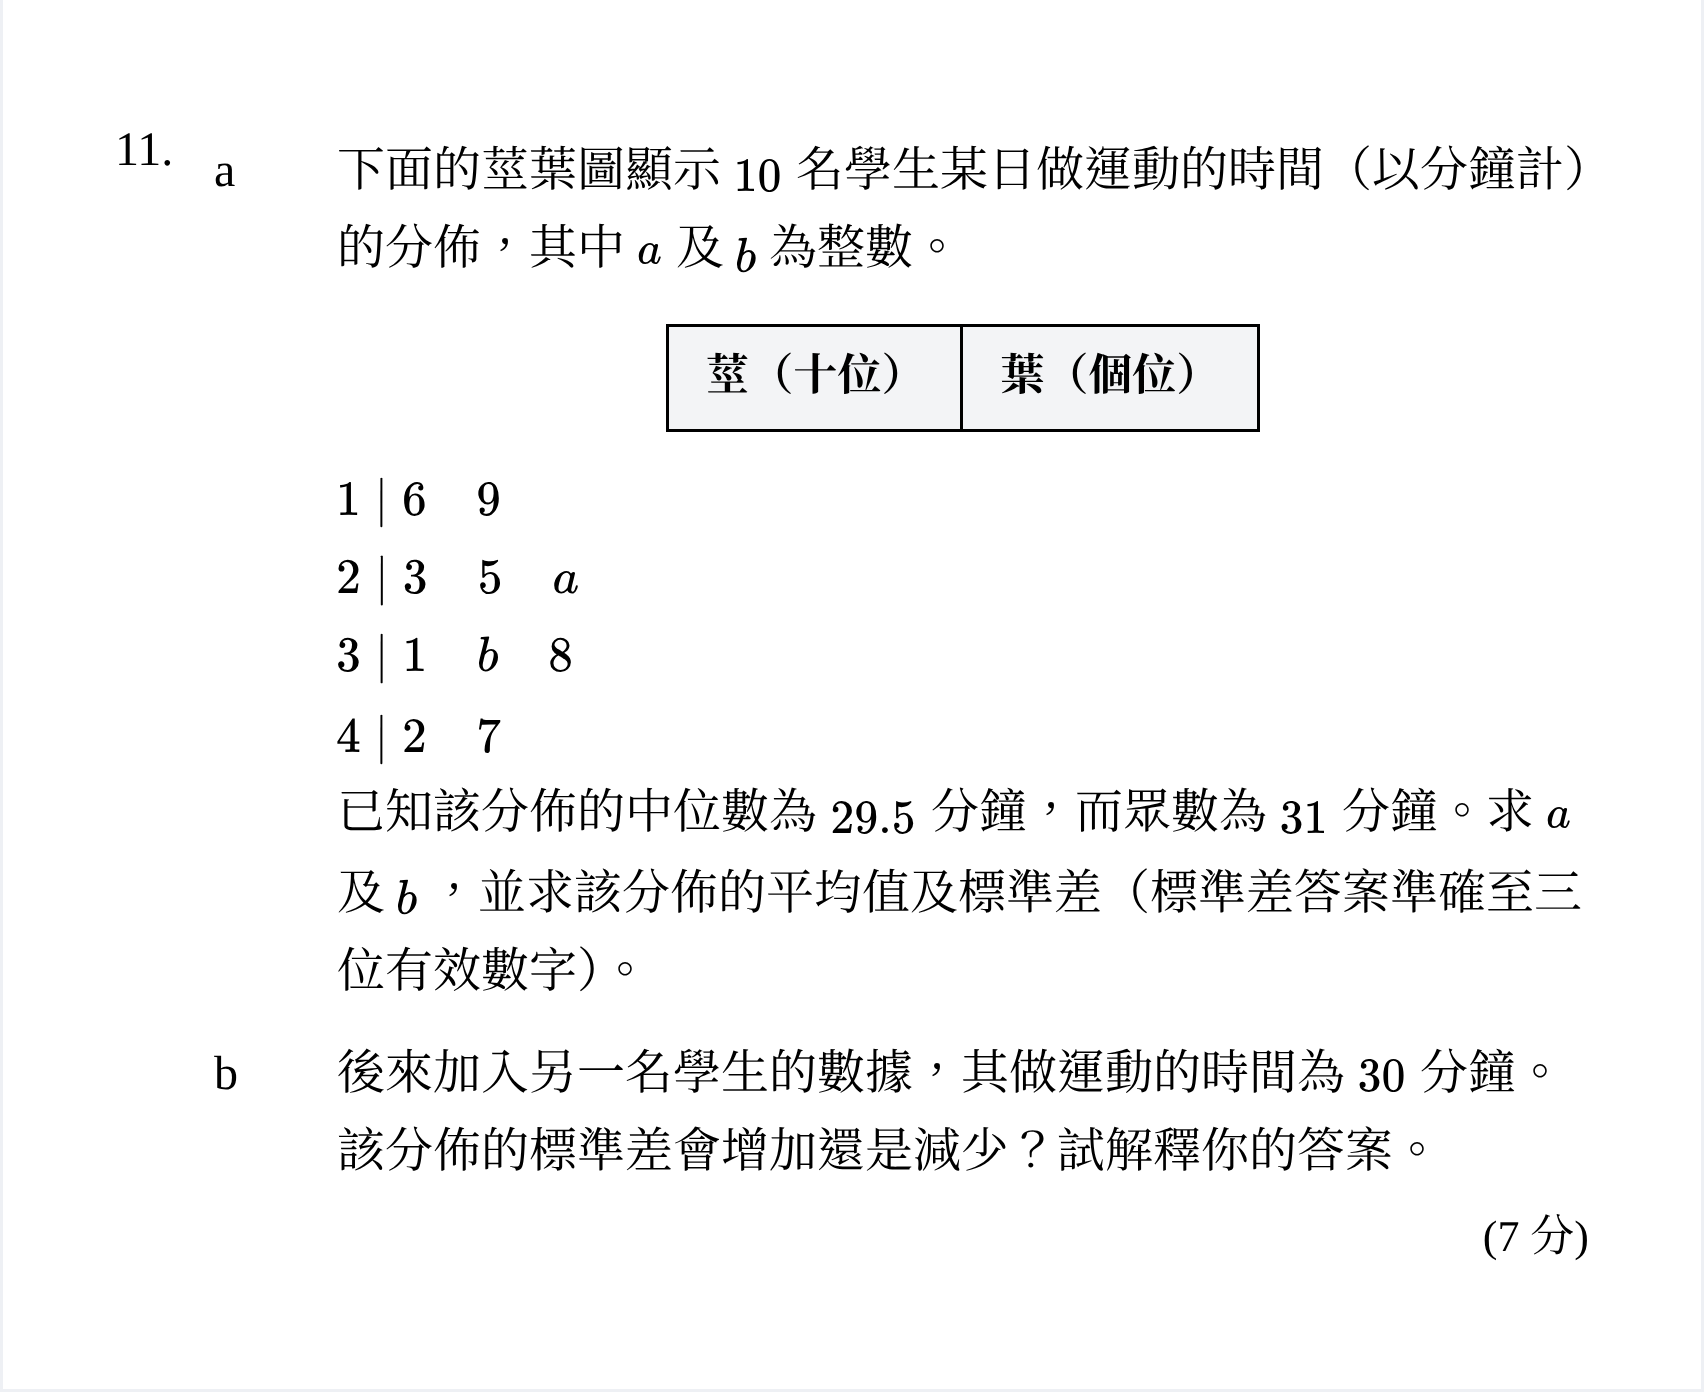 11. a 下面的莖葉圖顯示 10 名學生某日做運動的時間（以分鐘計）
的分佈，其中 a 及 b 為整數。
莖（十位） 葉（個位）
1 | 6 9
2 | 3 5 a
3 | 1 b 8
4 | 2 7
已知該分佈的中位數為 29.5 分鐘，而眾數為 31 分鐘。求 a
及 b ，並求該分佈的平均值及標準差（標準差答案準確至三
位有效數字）。
b 後來加入另一名學生的數據，其做運動的時間為 30 分鐘。
該分佈的標準差會增加還是減少？試解釋你的答案。
(7 分)